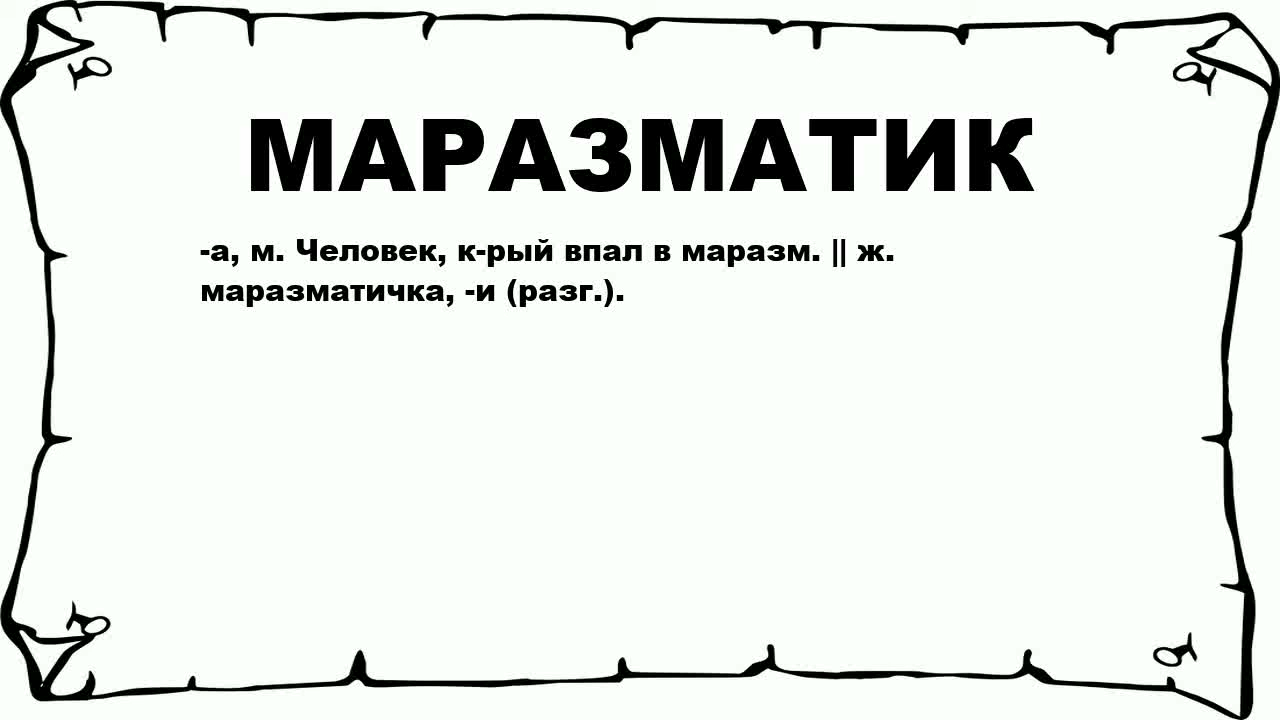 МАРАЗМАТИК
-а, м. Человек, к-рый впал в маразм. || ж.
маразматичка, -и (разг.).